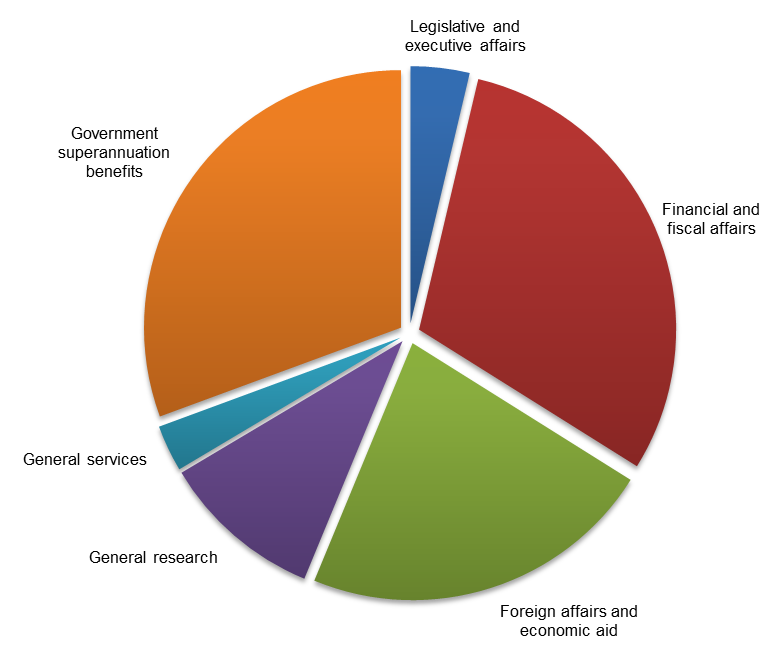 Legislative and
executive affairs
Financial and
fiscal affairs
Foreign affairs and
economic aid
General research
General services
Government
superannuation
benefits